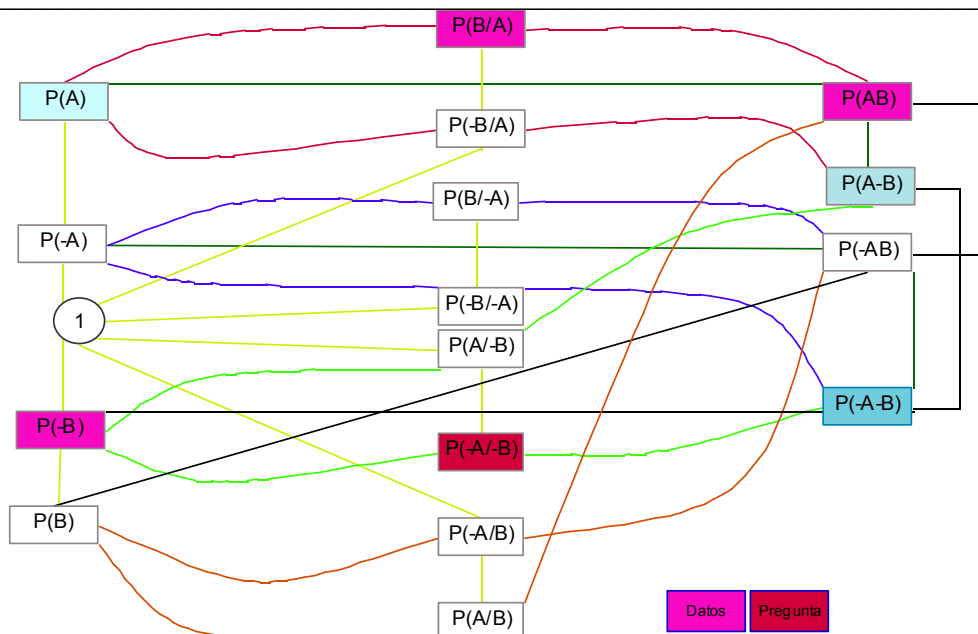 P(B/A)
P(A)
P(AB)
P(-B/A)
P(A-B)
P(B/-A)
P(-A)
P(-AB)
P(-B/-A)
1
P(A/-B)
P(-A-B)
P(-B)
P(-A/-B)
P(B)
P(-A/B)
P(A/B)
Datos
Pregunta